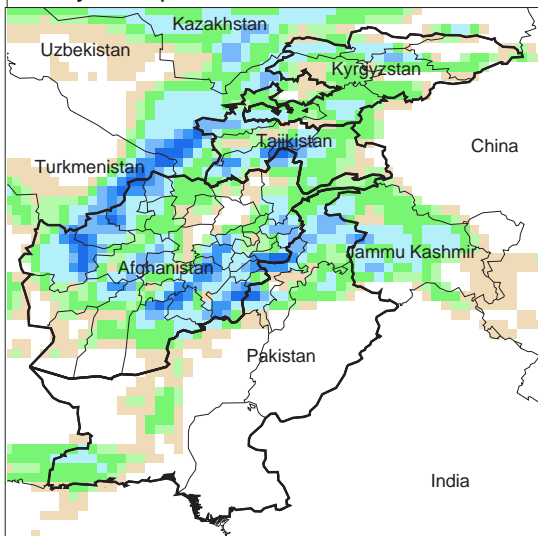 Kazakhstan
Uzbekistan
Kyrgyzstan
Tajikistan
China
Turkmenistan
Jammu Kashmir
Afghanistan
Pakistan
India